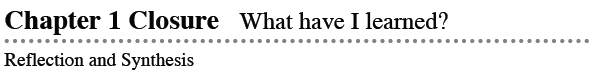 Chapter 1 Closure What have I learned?
Reflection and Synthesis